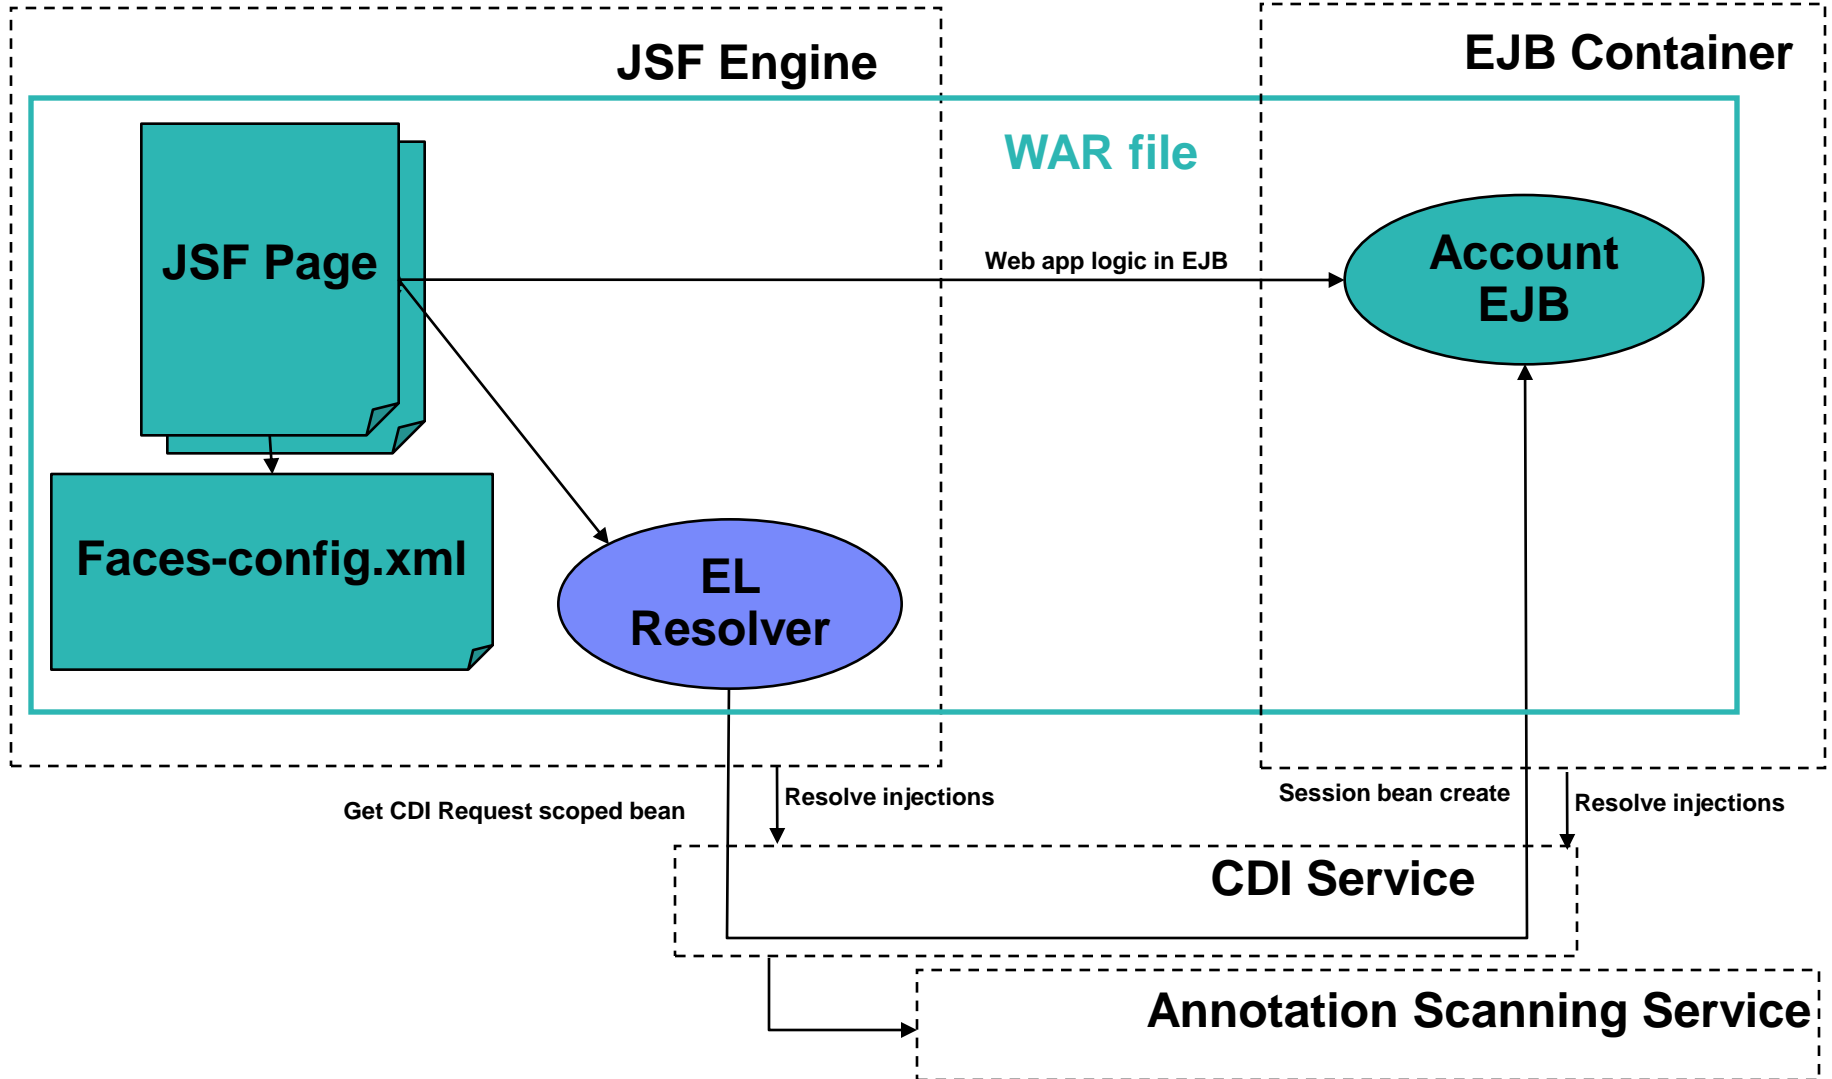 JSF Engine
EJB Container
WAR file
JSF Page
Web app logic in EJB
Account
EJB
Faces-config.xml
EL
Resolver
Get CDI Request scoped bean
Resolve injections
Session bean create
Resolve injections
CDI Service
Annotation Scanning Service